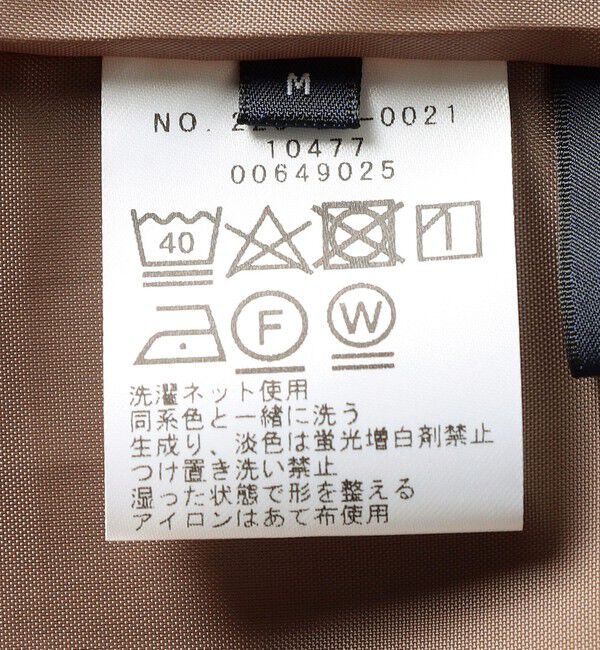 M
NO. -0021
10477
00649025
40
F
W
洗濯ネット使用
同系色と一緒に洗う
生成り、淡色は蛍光増白剤禁止
つけ置き洗い禁止
湿った状態で形を整える
アイロンはあて布使用